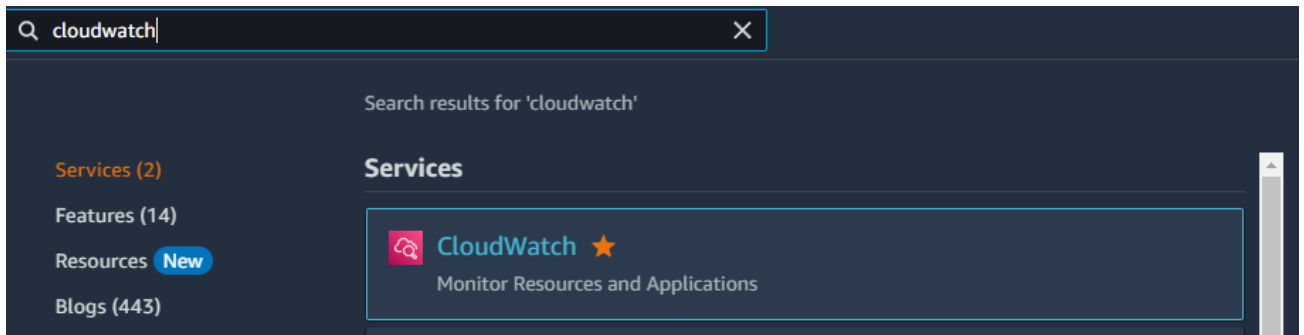 cloudwatch
Search results for 'cloudwatch'
Services (2)
Features (14)
Resources New
Blogs (443)
Services
CloudWatch
Monitor Resources and Applications